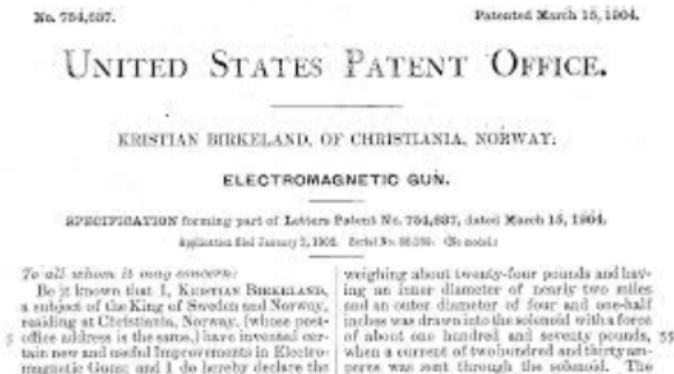 No. 754,637.
Patented March 15, 1904.
UNITED STATES PATENT OFFICE.
KRISTIAN BIRKELAND, OF CHRISTIANIA, NORWAY.
ELECTROMAGNETIC GUN.
SPECIFICATION forming part of Letters Patent No. 754,637, dated March 15, 1904.
Application filed January 2, 1902. Serial No. (No model.)
To all whom it may concern:
Be it known that I, KRISTIAN BIRKELAND,
a subject of the King of Sweden and Norway,
residing at Christiania, Norway, (whose post-
5 office address is the same,) have invented cer-
tain new and useful Improvements in Electro-
magnetic Guns; and I do hereby declare the
weighing about twenty-four pounds and hav-
ing an inner diameter of nearly two miles
and an outer diameter of four and one-half
inches was drawn into the solenoid with a force
of about one hundred and seventy pounds, 55
when a current of two hundred and thirty am-
peres was sent through the solenoid. The